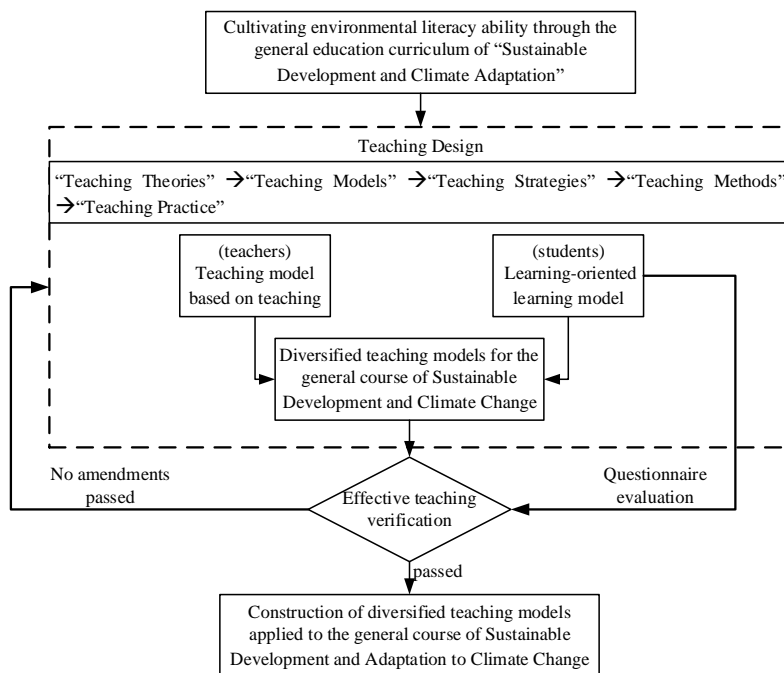 Cultivating environmental literacy ability through the
general education curriculum of “Sustainable
Development and Climate Adaptation”
Teaching Design
“Teaching Theories” →“Teaching Models” →“Teaching Strategies” →“Teaching Methods”
→“Teaching Practice”
(teachers)
Teaching model
based on teaching
(students)
Learning-oriented
learning model
Diversified teaching models for the
general course of Sustainable
Development and Climate Change
No amendments
passed
Questionnaire
evaluation
Effective teaching
verification
passed
Construction of diversified teaching models
applied to the general course of Sustainable
Development and Adaptation to Climate Change